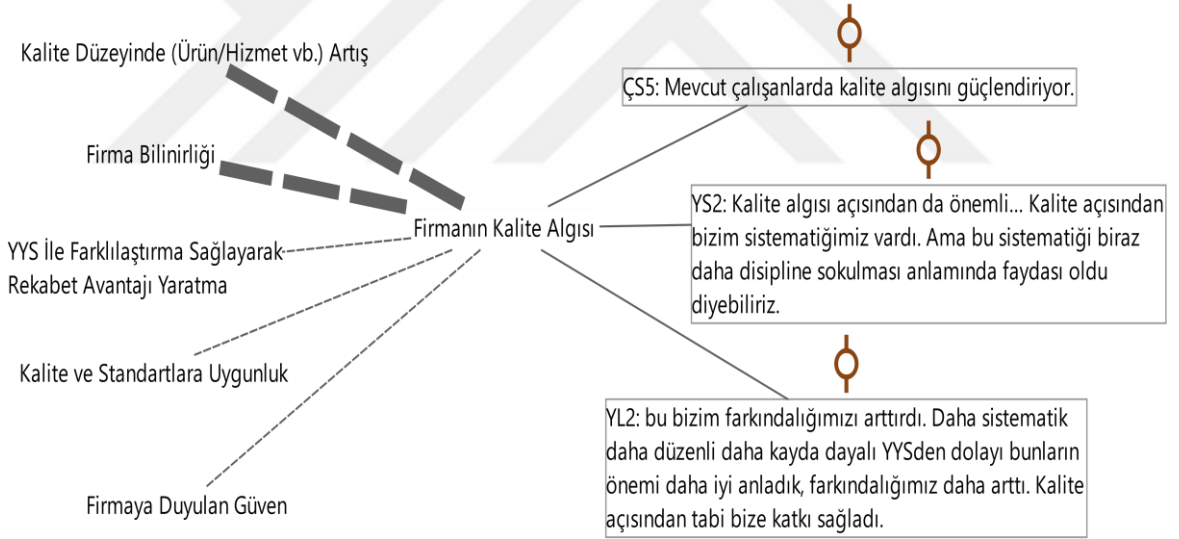 Kalite Düzeyinde (Ürün/Hizmet vb.) Artış
Firma Bilinirliği
YYS İle Farklılaştırma Sağlayarak
Rekabet Avantajı Yaratma
Kalite ve Standartlara Uygunluk
Firmaya Duyulan Güven
Firmanın Kalite Algısı
ÇS5: Mevcut çalışanlarda kalite algısını güçlendiriyor.
YS2: Kalite algısı açısından da önemli... Kalite açısından
bizim sistematiğimiz vardı. Ama bu sistematiği biraz
daha disipline sokulması anlamında faydası oldu
diyebiliriz.
YL2: bu bizim farkındalığımızı arttırdı. Daha sistematik
daha düzenli daha kayda dayalı YYSden dolayı bunların
önemi daha iyi anladık, farkındalığımız daha arttı. Kalite
açısından tabi bize katkı sağladı.